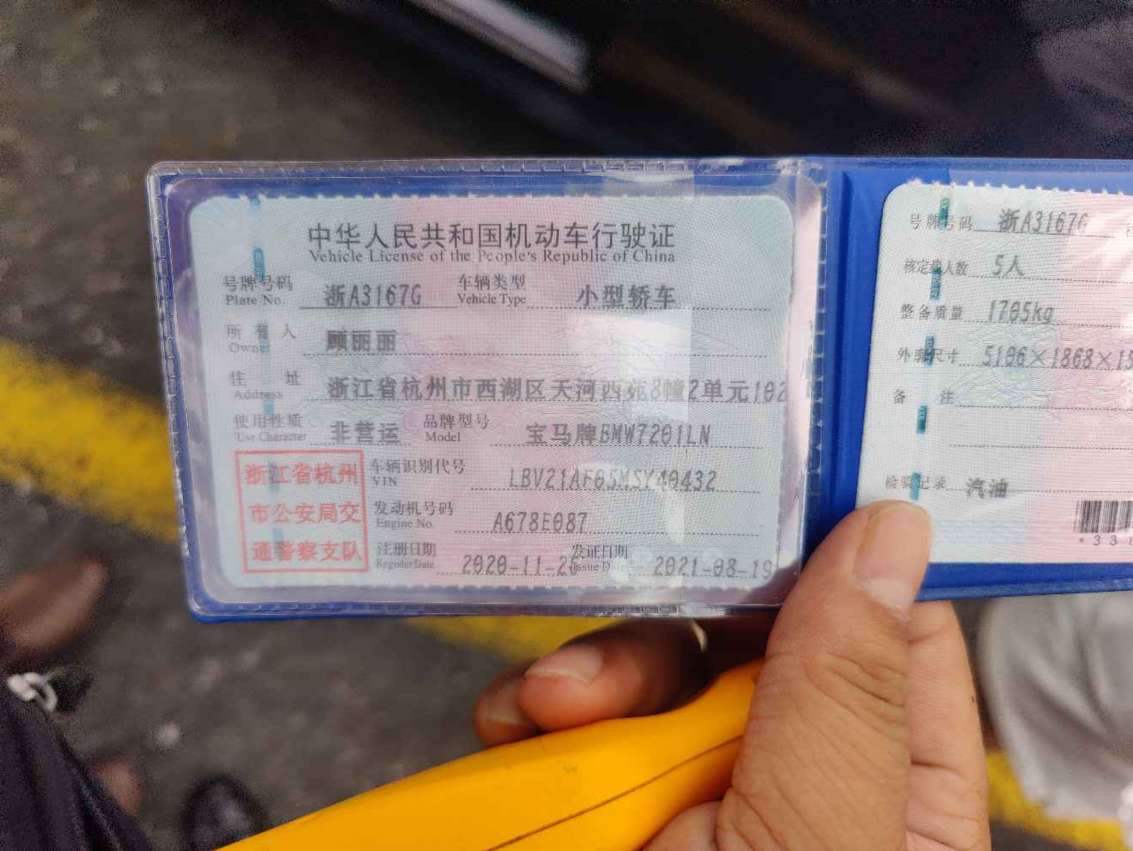 中华人民共和国机动车行驶证
Vehicle License of the People's Republic of China
号牌号码 浙A3167G 车辆类型 小型轿车
Plate No. Vehicle Type
所有人 顾丽丽
Owner
住址 浙江省杭州市西湖区天河西苑8幢2单元102
Address
使用性质 非营运 品牌型号 宝马牌BMW7201LN
Use Character Model
浙江省杭州
市公安局交
通警察支队
车辆识别代号 LBV21AF05MSY40432
VIN
发动机号码 A678E087
Engine No.
注册日期 2020-11-26 发证日期 2021-08-19
Register Date Issue Date
号牌号码 浙A3167G
核定载人数 5人
整备质量 1705kg
外廓尺寸 5106×1868×15
备注
检验记录 汽油
*330